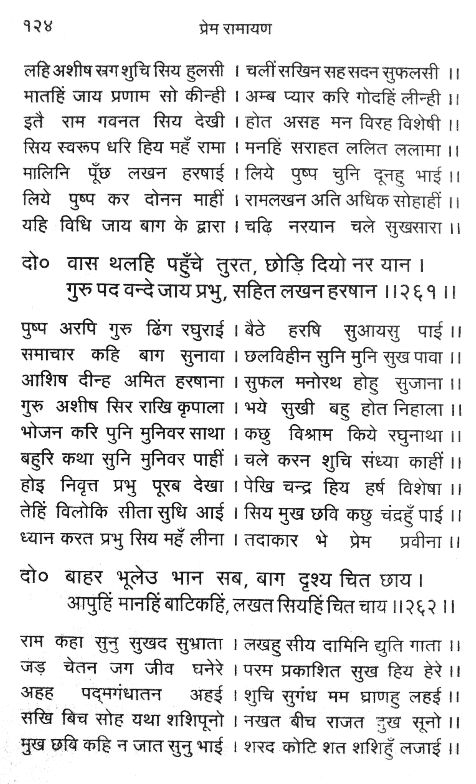 १२४ प्रेम रामायण
लहि अशीष स्रग शुचि सिय हुलसी । चलीं सखिन सह सदन सुफलसी ।।
मातहिं जाय प्रणाम सो कीन्ही । अम्ब प्यार करि गोदहिं लीन्ही ।।
इतै राम गवनत सिय देखी । होत असह मन विरह विशेषी ।।
सिय स्वरूप धरि हिय महँ रामा । मनहिं सराहत ललित ललामा ।।
मालिनि पूँछ लखन हरषाई । लिये पुष्प चुनि दूनहु भाई ।।
लिये पुष्प कर दोनन माहीं । रामलखन अति अधिक सोहाहीं ।।
यहि विधि जाय बाग के द्वारा । चढ़ि नरयान चले सुखसारा ।।
दो० वास थलहि पहुँचे तुरत, छोड़ि दियो नर यान ।
गुरु पद वन्दे जाय प्रभु, सहित लखन हरषान ।।२६१।।
पुष्प अरपि गुरु ढिंग रघुराई । बैठे हरषि सुआयसु पाई ।।
समाचार कहि बाग सुनावा । छलविहीन सुनि मुनि सुख पावा ।।
आशिष दीन्ह अमित हरषाना । सुफल मनोरथ होहु सुजाना ।।
गुरु अशीष सिर राखि कृपाला । भये सुखी बहु होत निहाला ।।
भोजन करि पुनि मुनिवर साथा । कछु विश्राम किये रघुनाथा ।।
बहुरि कथा सुनि मुनिवर पाहीं । चले करन शुचि संध्या काहीं ।।
होइ निवृत्त प्रभु पूरब देखा । पेखि चन्द्र हिय हर्ष विशेषा ।।
तेहिं विलोकि सीता सुधि आई । सिय मुख छवि कछु चंद्रहुँ पाई ।।
ध्यान करत प्रभु सिय महँ लीना । तदाकार भे प्रेम प्रवीना ।।
दो० बाहर भूलेउ भान सब, बाग दृश्य चित छाय ।
आपुहिं मानहिं बाटिकहिं, लखत सियहिं चित चाय ।।२६२।।
राम कहा सुनु सुखद सुभ्राता । लखहु सीय दामिनि द्युति गाता ।।
जड़ चेतन जग जीव घनेरे । परम प्रकाशित सुख हिय हेरे ।।
अहह पद्मगंधातन अहई । शुचि सुगंध मम घ्राणहु लहई ।।
सखि बिच सोह यथा शशिपूनो । नखत बीच राजत दुख सूनो ।।
मुख छवि कहि न जात सुनु भाई । शरद कोटि शत शशिहुँ लजाई ।।